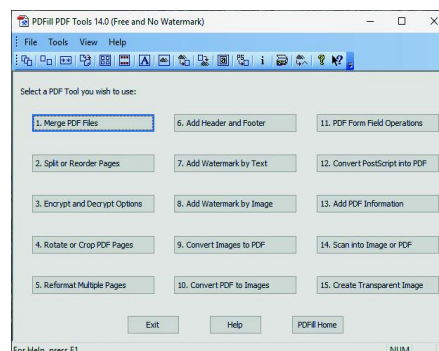 PDFill PDF Tools 14.0 (Free and No Watermark)
File Tools View Help
Select a PDF Tool you wish to use:
1. Merge PDF Files
6. Add Header and Footer
11. PDF Form Field Operations
2. Split or Reorder Pages
7. Add Watermark by Text
12. Convert PostScript into PDF
3. Encrypt and Decrypt Options
8. Add Watermark by Image
13. Add PDF Information
4. Rotate or Crop PDF Pages
9. Convert Images to PDF
14. Scan into Image or PDF
5. Reformat Multiple Pages
10. Convert PDF to Images
15. Create Transparent Image
Exit Help PDFill Home
For Help, press F1 NUM